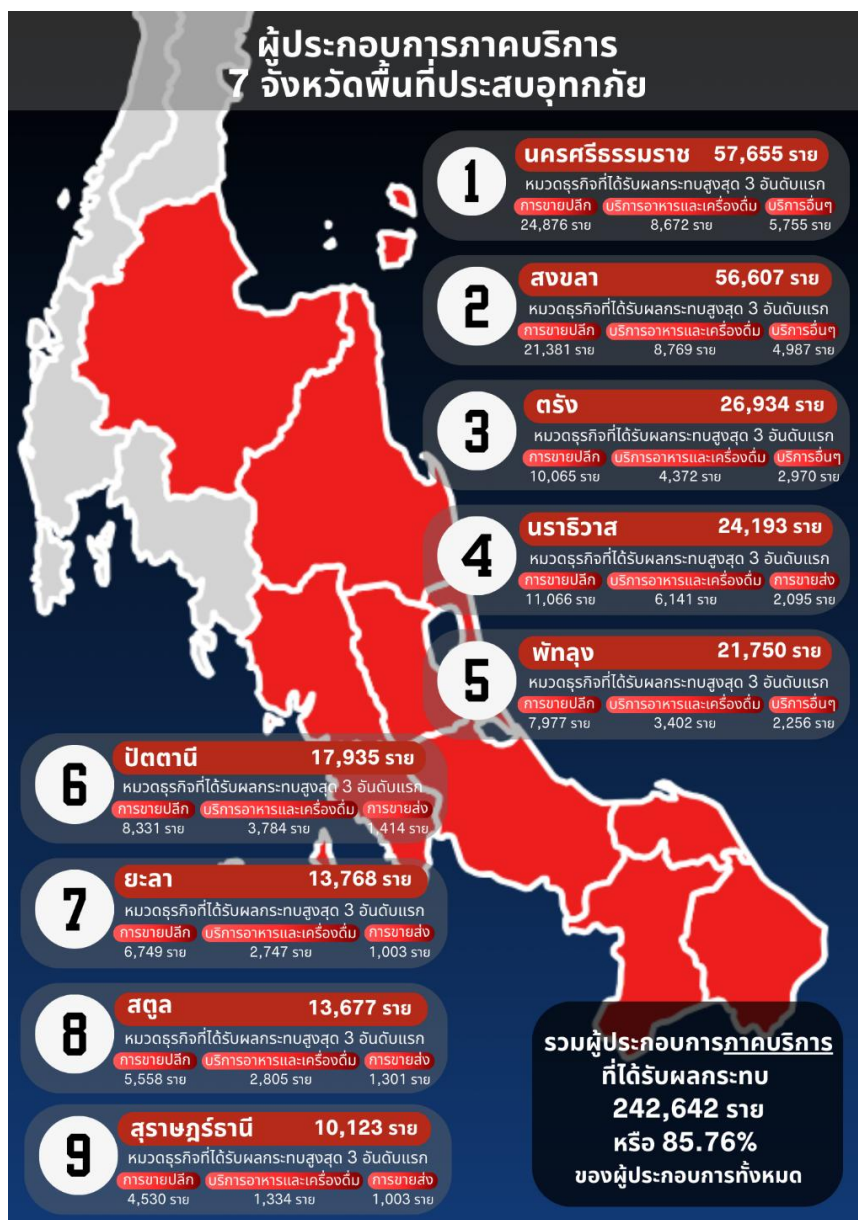 ผู้ประกอบการภาคบริการ
7 จังหวัดพื้นที่ประสบอุทกภัย
1
นครศรีธรรมราช 57,655 ราย
หมวดธุรกิจที่ได้รับผลกระทบสูงสุด 3 อันดับแรก
การขายปลีก บริการอาหารและเครื่องดื่ม บริการอื่นๆ
24,876 ราย 8,672 ราย 5,755 ราย
2
สงขลา 56,607 ราย
หมวดธุรกิจที่ได้รับผลกระทบสูงสุด 3 อันดับแรก
การขายปลีก บริการอาหารและเครื่องดื่ม บริการอื่นๆ
21,381 ราย 8,769 ราย 4,987 ราย
3
ตรัง 26,934 ราย
หมวดธุรกิจที่ได้รับผลกระทบสูงสุด 3 อันดับแรก
การขายปลีก บริการอาหารและเครื่องดื่ม บริการอื่นๆ
10,065 ราย 4,372 ราย 2,970 ราย
4
นราธิวาส 24,193 ราย
หมวดธุรกิจที่ได้รับผลกระทบสูงสุด 3 อันดับแรก
การขายปลีก บริการอาหารและเครื่องดื่ม การขายส่ง
11,066 ราย 6,141 ราย 2,095 ราย
5
พัทลุง 21,750 ราย
หมวดธุรกิจที่ได้รับผลกระทบสูงสุด 3 อันดับแรก
การขายปลีก บริการอาหารและเครื่องดื่ม บริการอื่นๆ
7,977 ราย 3,402 ราย 2,256 ราย
6
ปัตตานี 17,935 ราย
หมวดธุรกิจที่ได้รับผลกระทบสูงสุด 3 อันดับแรก
การขายปลีก บริการอาหารและเครื่องดื่ม การขายส่ง
8,331 ราย 3,784 ราย 1,414 ราย
7
ยะลา 13,768 ราย
หมวดธุรกิจที่ได้รับผลกระทบสูงสุด 3 อันดับแรก
การขายปลีก บริการอาหารและเครื่องดื่ม การขายส่ง
6,749 ราย 2,747 ราย 1,003 ราย
8
สตูล 13,677 ราย
หมวดธุรกิจที่ได้รับผลกระทบสูงสุด 3 อันดับแรก
การขายปลีก บริการอาหารและเครื่องดื่ม การขายส่ง
5,558 ราย 2,805 ราย 1,301 ราย
9
สุราษฎร์ธานี 10,123 ราย
หมวดธุรกิจที่ได้รับผลกระทบสูงสุด 3 อันดับแรก
การขายปลีก บริการอาหารและเครื่องดื่ม การขายส่ง
4,530 ราย 1,334 ราย 1,003 ราย
รวมผู้ประกอบการภาคบริการ
ที่ได้รับผลกระทบ
242,642 ราย
หรือ 85.76%
ของผู้ประกอบการทั้งหมด